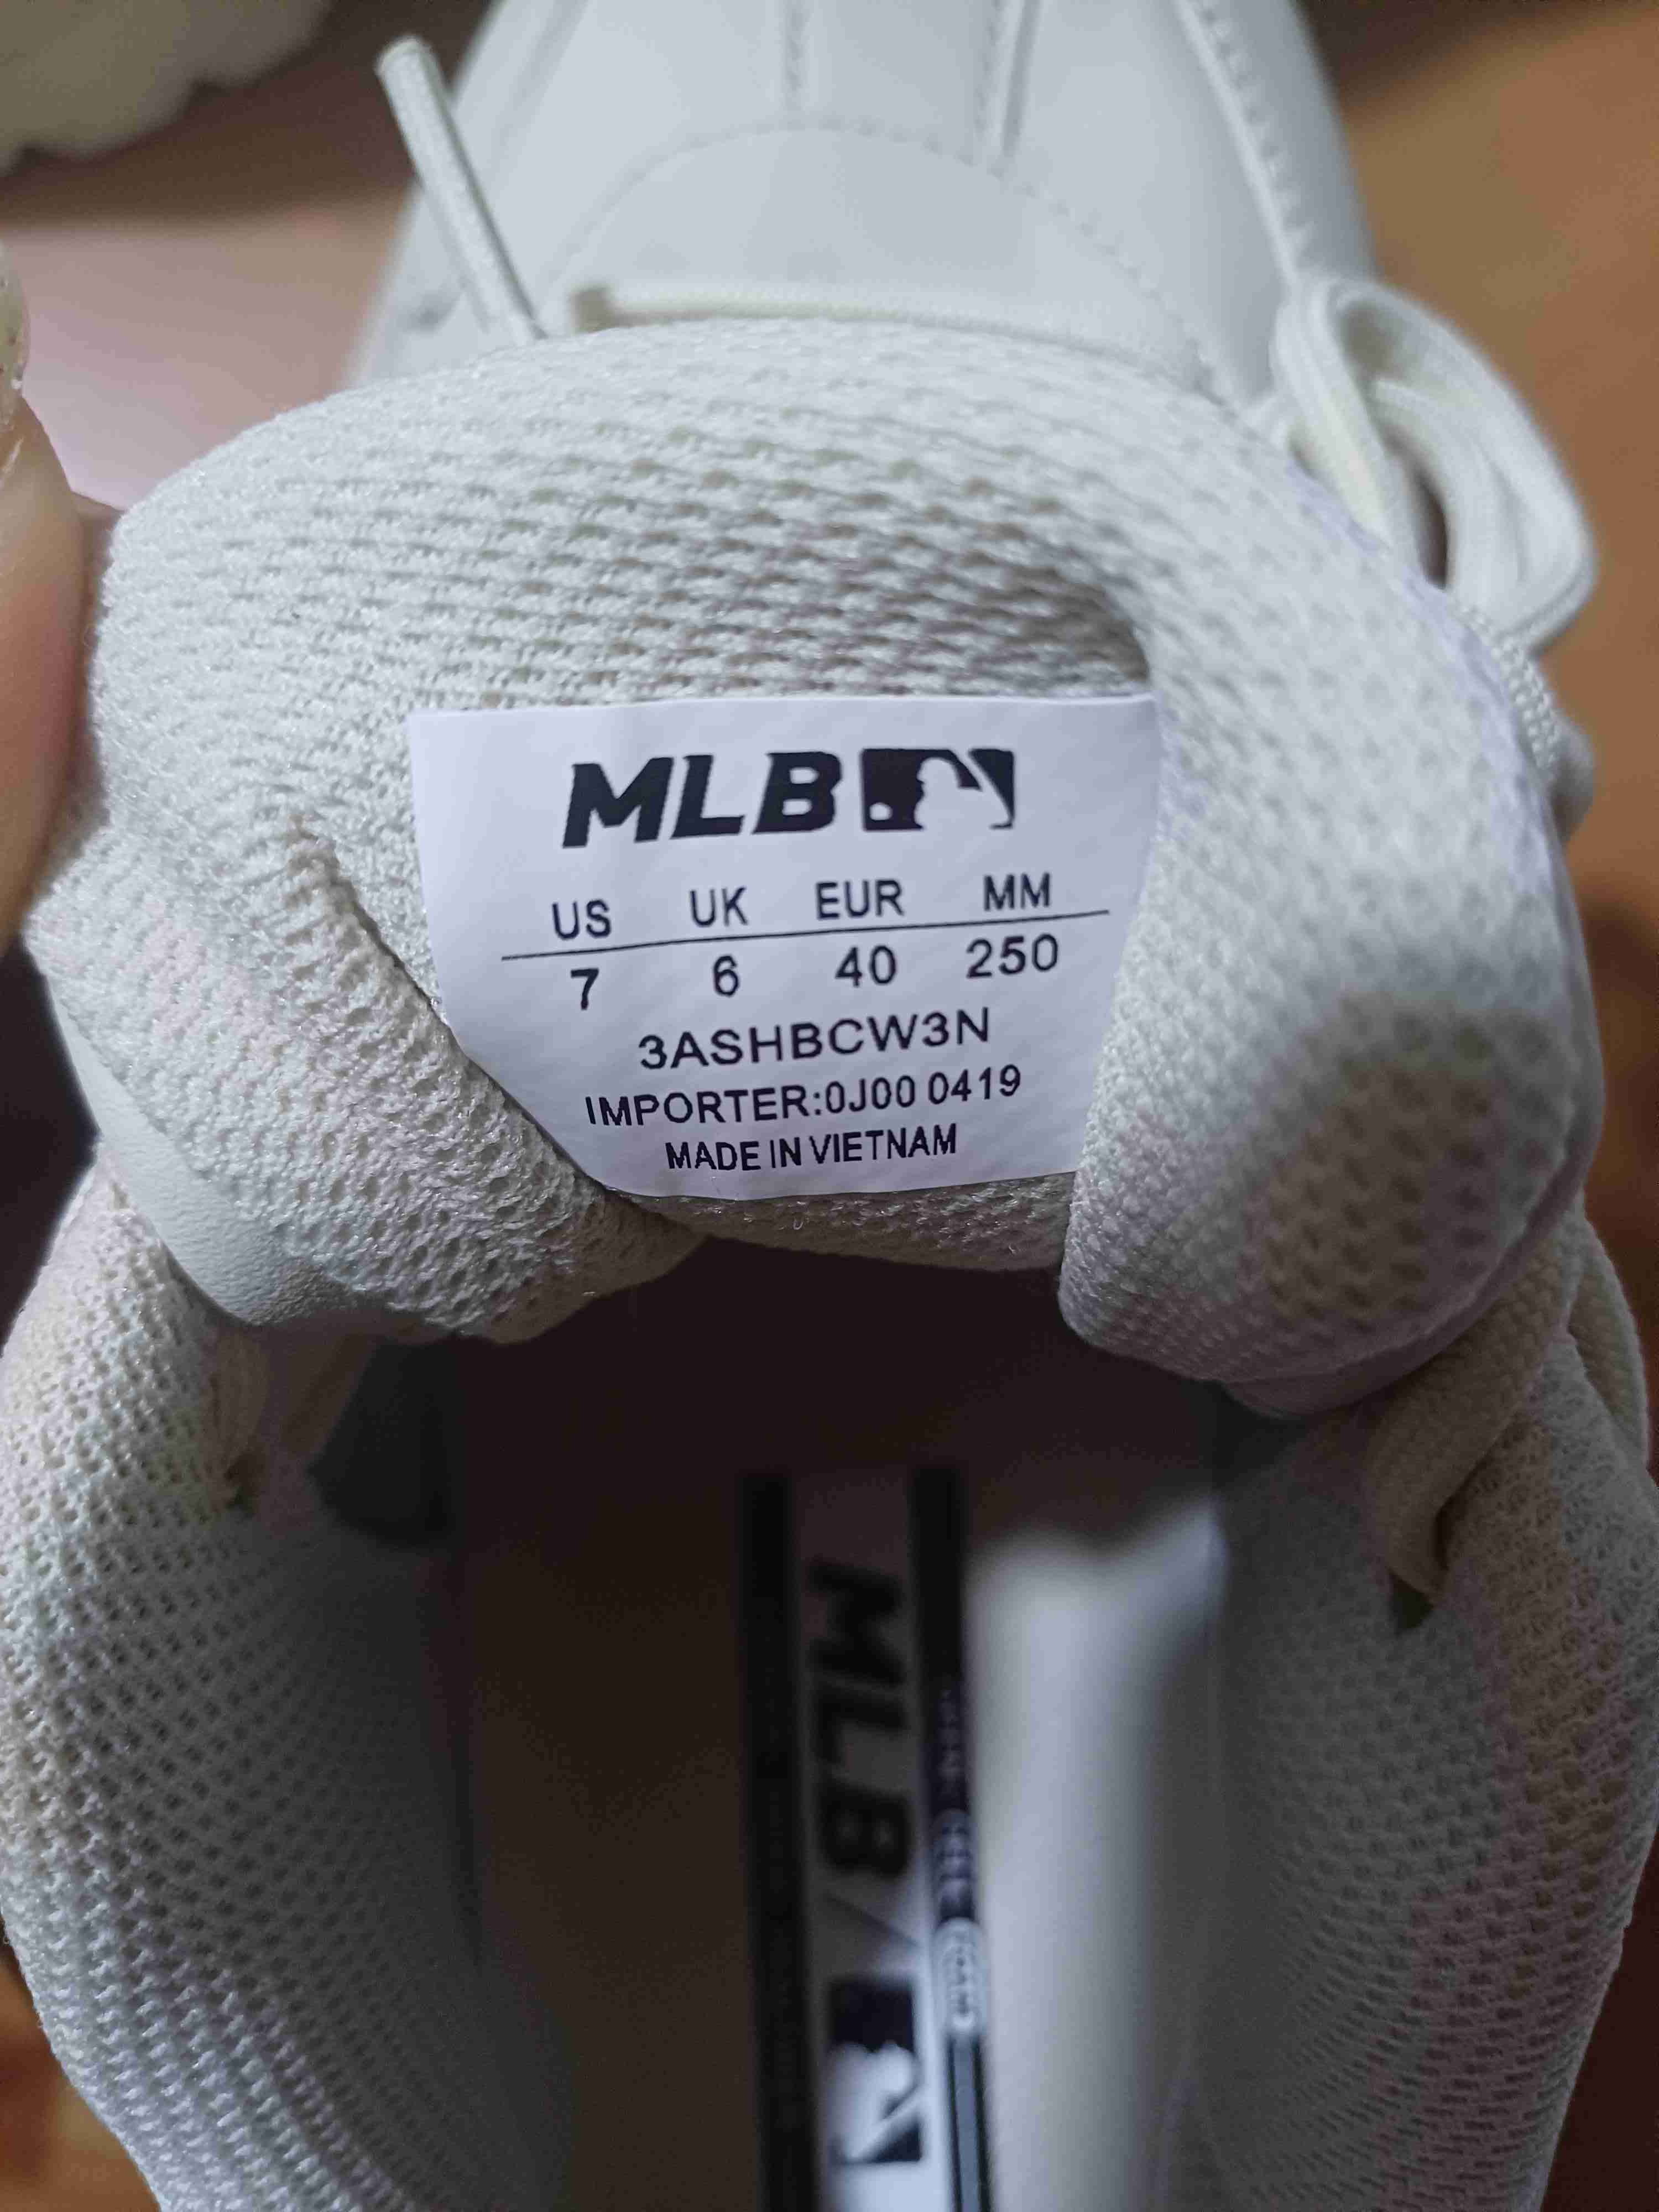 MLB
US UK EUR MM
7 6 40 250
3ASHBCW3N
IMPORTER:0J00 0419
MADE IN VIETNAM
MLB/